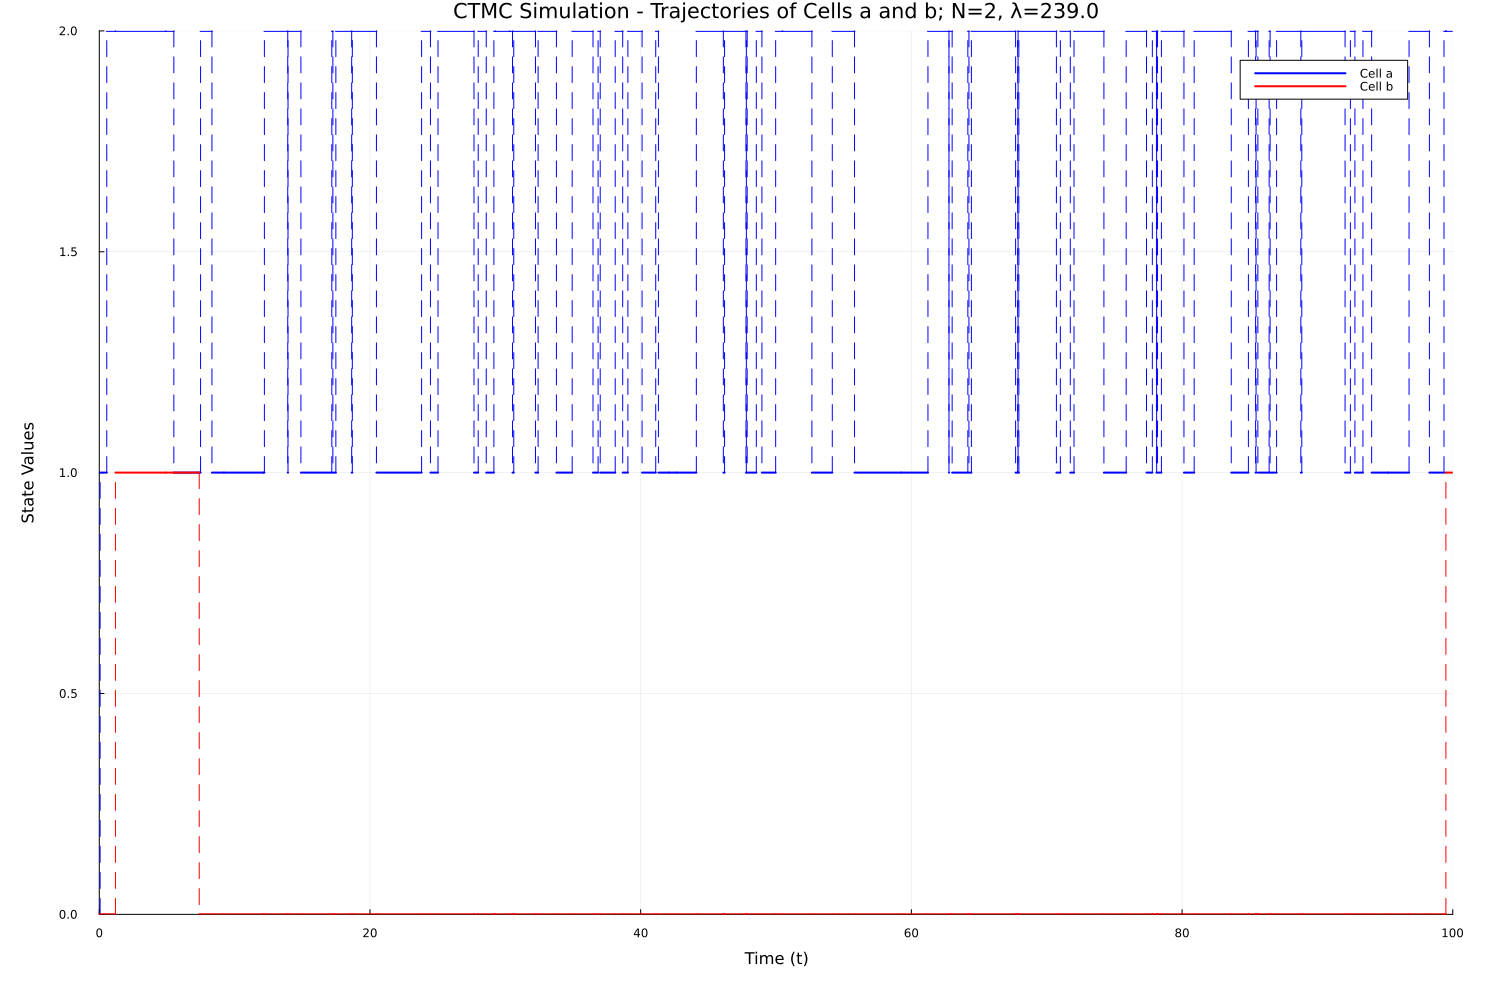 CTMC Simulation - Trajectories of Cells a and b; N=2, λ=239.0
2.0
Cell a
Cell b
1.5
State Values
1.0
0.5
0.0
0 20 40 60 80 100
Time (t)